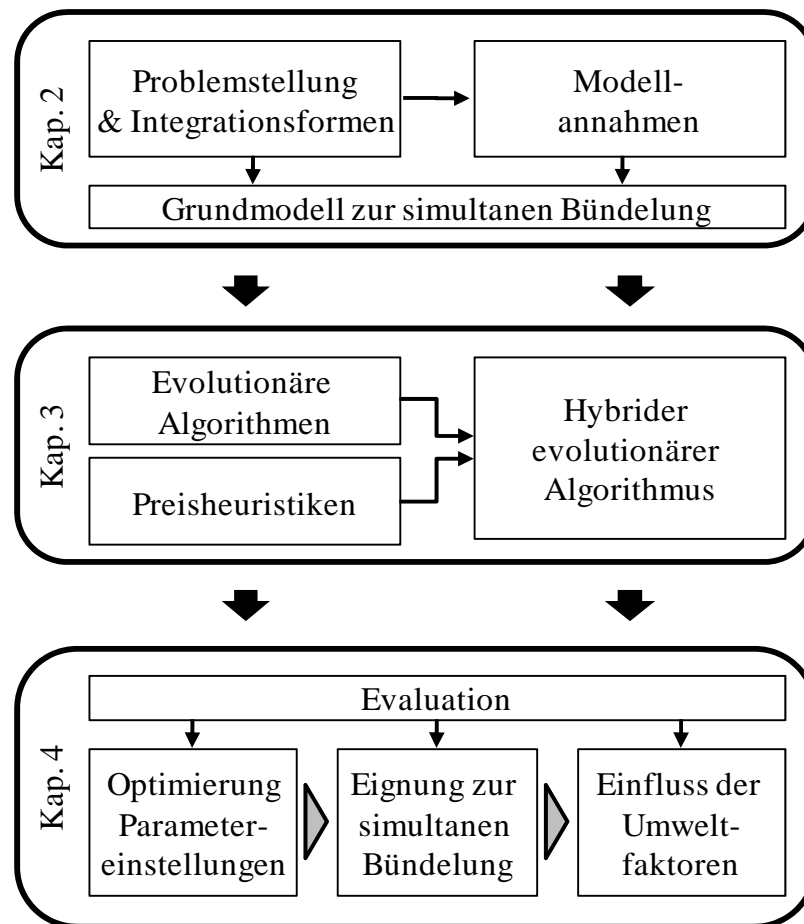 Kap. 2
Problemstellung
& Integrationsformen
Modell-
annahmen
Grundmodell zur simultanen Bündelung
Kap. 3
Evolutionäre
Algorithmen
Preisheuristiken
Hybrider
evolutionärer
Algorithmus
Kap. 4
Evaluation
Optimierung
Parameter-
einstellungen
Eignung zur
simultanen
Bündelung
Einfluss der
Umwelt-
faktoren